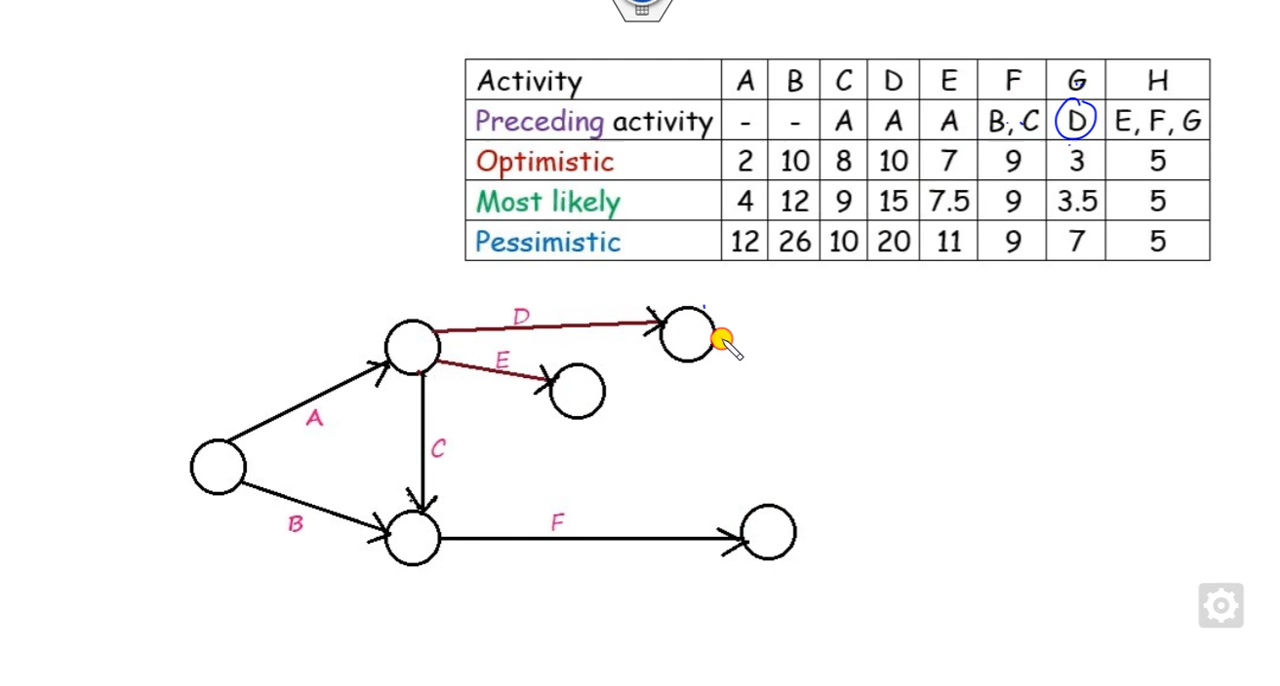 Activity A B C D E F G H
Preceding activity - - A A A B, C D E, F, G
Optimistic 2 10 8 10 7 9 3 5
Most likely 4 12 9 15 7.5 9 3.5 5
Pessimistic 12 26 10 20 11 9 7 5
D
E
A
C
B
F